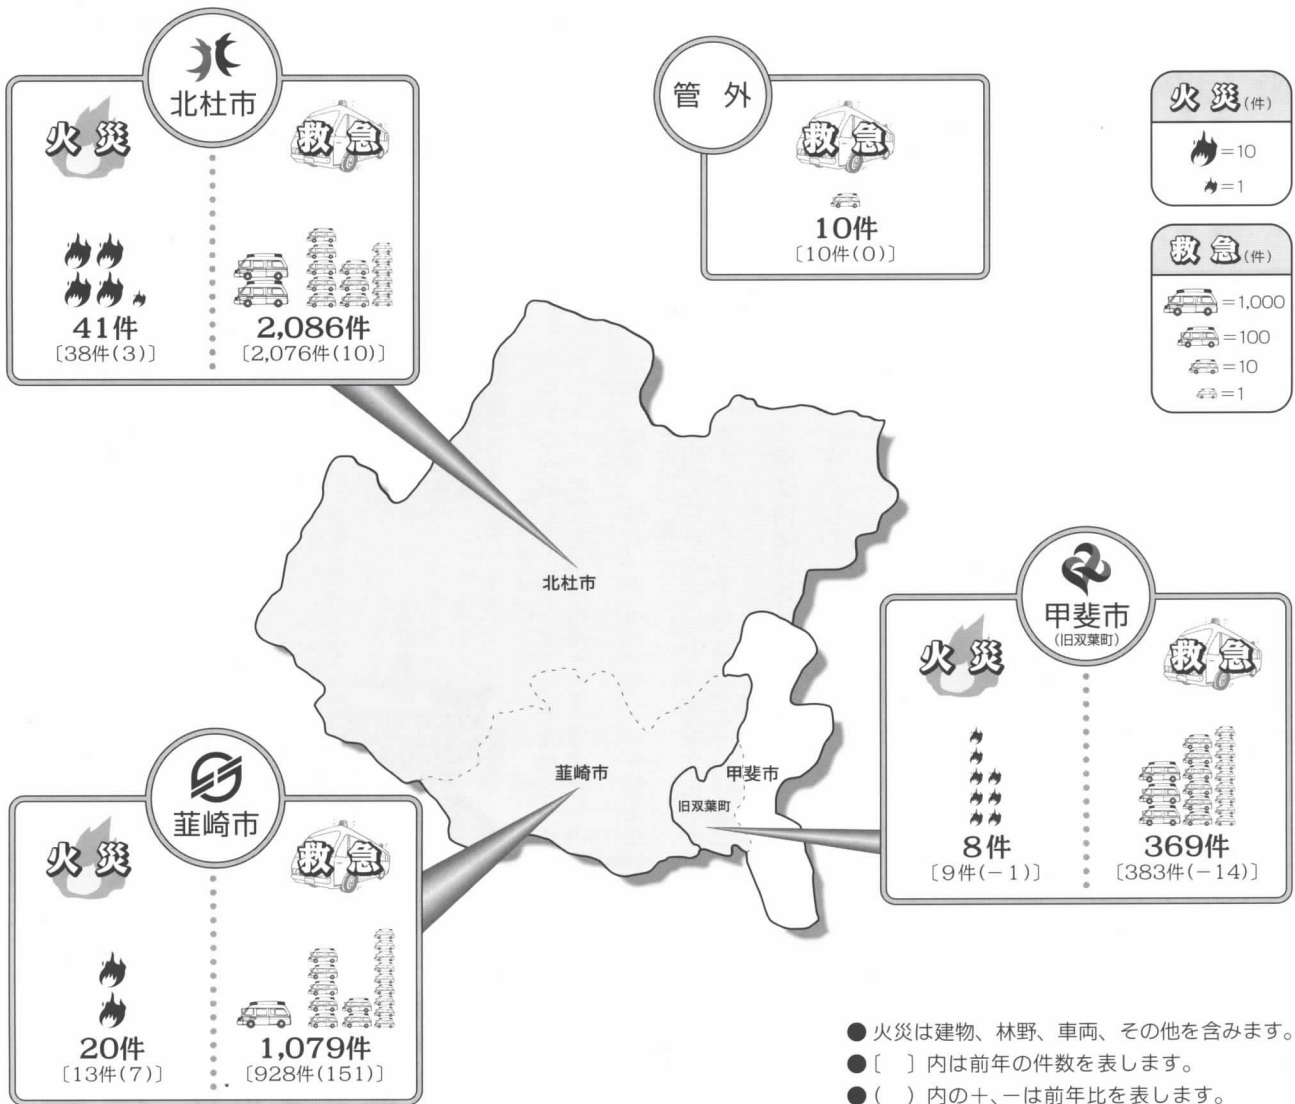 北杜市
火災
救急
41件
〔38件(3)〕
2,086件
〔2,076件(10)〕
管 外
救急
10件
〔10件(0)〕
火災(件)
=10
=1
救急(件)
=1,000
=100
=10
=1
北杜市
韮崎市
甲斐市
旧双葉町
甲斐市
(旧双葉町)
火災
救急
8件
〔9件(−1)〕
369件
〔383件(−14)〕
韮崎市
火災
救急
20件
〔13件(7)〕
1,079件
〔928件(151)〕
●火災は建物、林野、車両、その他を含みます。
●〔　〕内は前年の件数を表します。
●(　)内の+、−は前年比を表します。